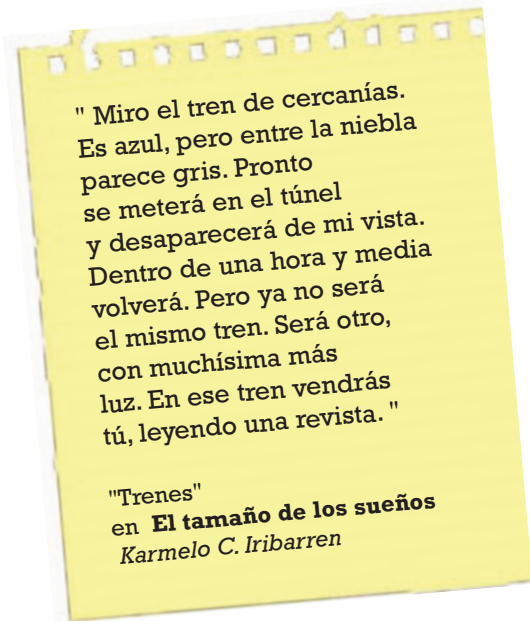 " Miro el tren de cercanías.
Es azul, pero entre la niebla
parece gris. Pronto
se meterá en el túnel
y desaparecerá de mi vista.
Dentro de una hora y media
volverá. Pero ya no será
el mismo tren. Será otro,
con muchísima más
luz. En ese tren vendrás
tú, leyendo una revista. "
"Trenes"
en El tamaño de los sueños
Karmelo C. Iribarren